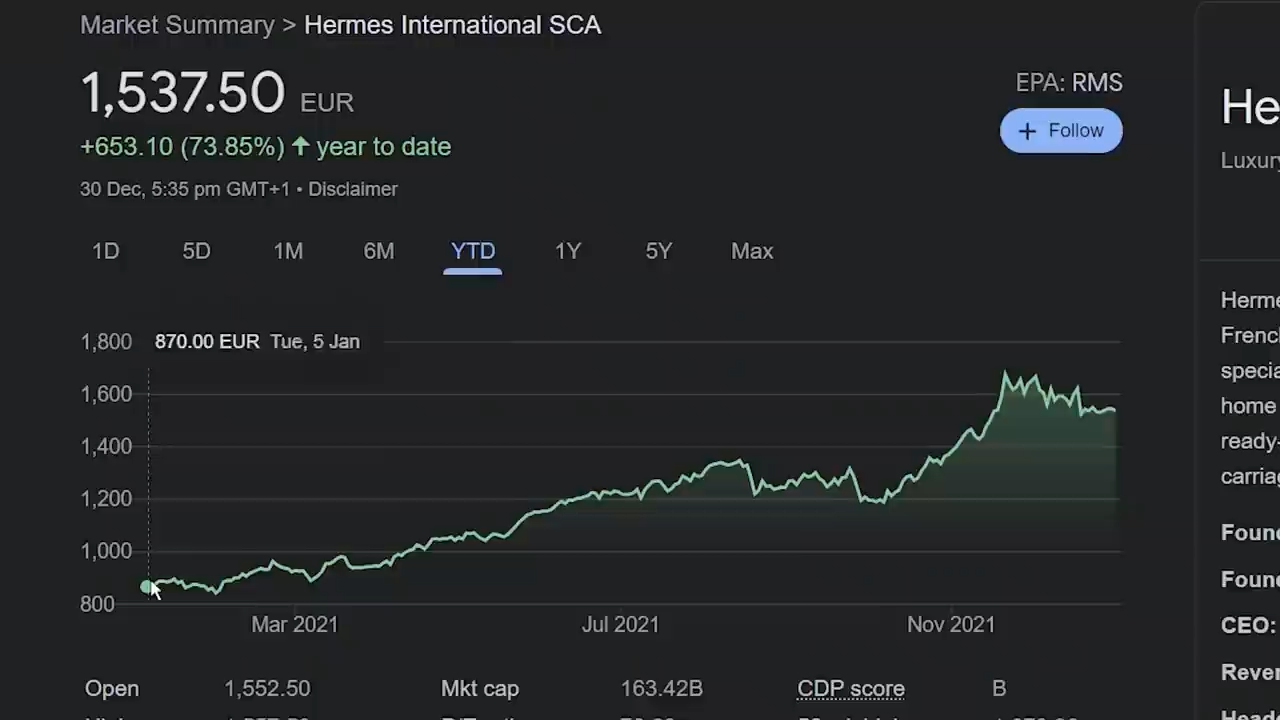 Market Summary > Hermes International SCA
1,537.50 EUR
EPA: RMS
+ Follow
+653.10 (73.85%) ↑ year to date
30 Dec, 5:35 pm GMT+1 • Disclaimer
1D 5D 1M 6M YTD 1Y 5Y Max
870.00 EUR Tue, 5 Jan
1,800
1,600
1,400
1,200
1,000
800
Mar 2021 Jul 2021 Nov 2021
Open 1,552.50 Mkt cap 163.42B CDP score B
He
Luxury
Herme
French
specia
home
ready-
carriag
Found
Found
CEO:
Reven